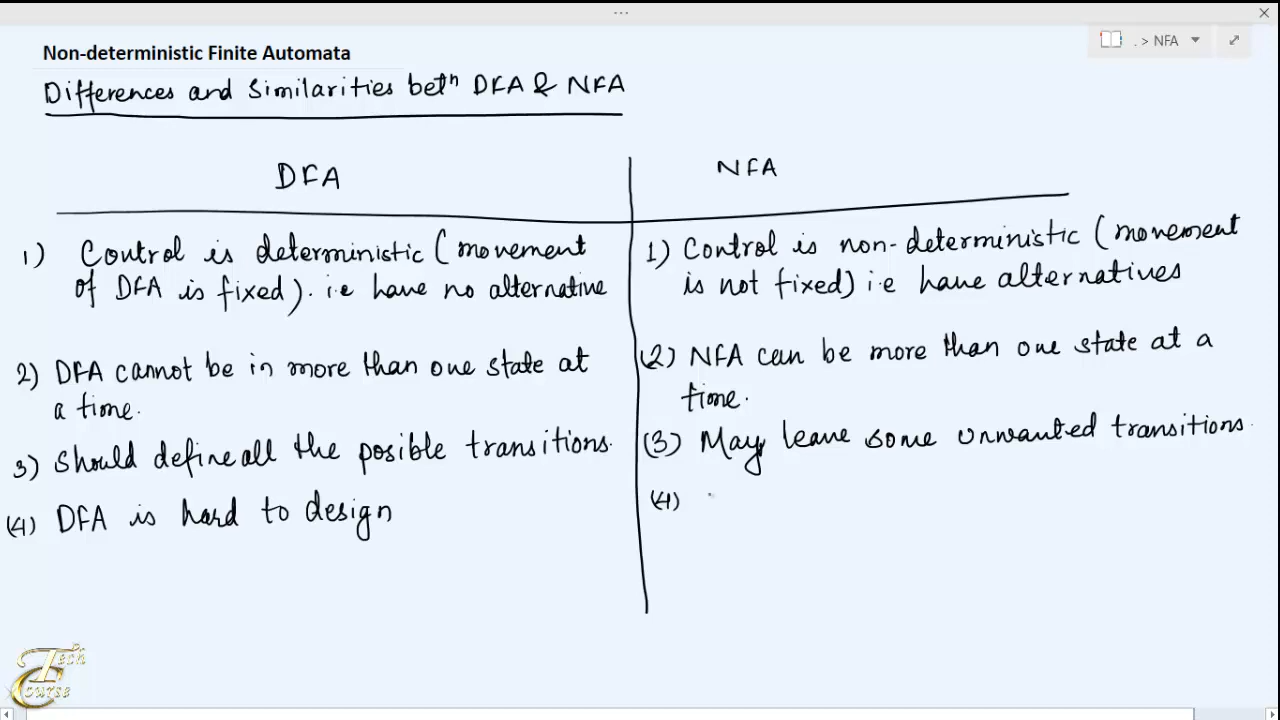 . > NFA
Non-deterministic Finite Automata
Differences and Similarities betⁿ DFA & NFA
DFA
1) Control is deterministic (movement
of DFA is fixed). i.e have no alternative
2) DFA cannot be in more than one state at
a time.
3) Should define all the posible transitions.
(4) DFA is hard to design
NFA
1) Control is non-deterministic (movement
is not fixed) i.e have alternatives
(2) NFA can be more than one state at a
time.
(3) May leave some unwanted transitions.
(4)
Tech
Course